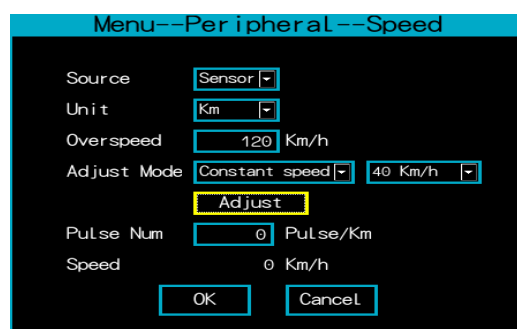 Menu--Peripheral--Speed
Source Sensor
Unit Km
Overspeed 120 Km/h
Adjust Mode Constant speed 40 Km/h
Adjust
Pulse Num 0 Pulse/Km
Speed 0 Km/h
OK Cancel